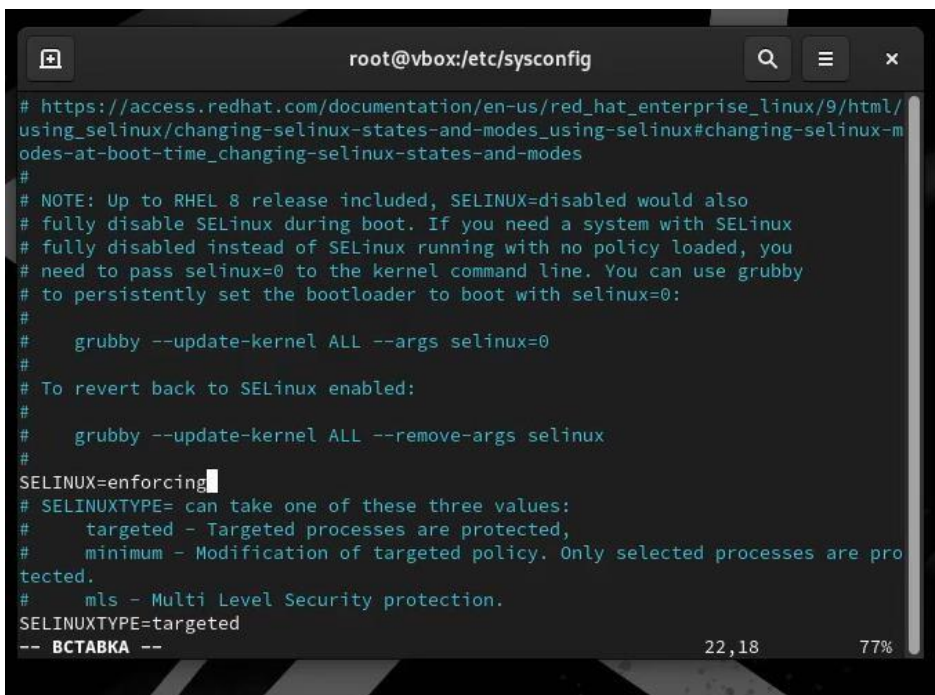 root@vbox:/etc/sysconfig
# https://access.redhat.com/documentation/en-us/red_hat_enterprise_linux/9/html/
using_selinux/changing-selinux-states-and-modes_using-selinux#changing-selinux-m
odes-at-boot-time_changing-selinux-states-and-modes
#
# NOTE: Up to RHEL 8 release included, SELINUX=disabled would also
# fully disable SELinux during boot. If you need a system with SELinux
# fully disabled instead of SELinux running with no policy loaded, you
# need to pass selinux=0 to the kernel command line. You can use grubby
# to persistently set the bootloader to boot with selinux=0:
#
#    grubby --update-kernel ALL --args selinux=0
#
# To revert back to SELinux enabled:
#
#    grubby --update-kernel ALL --remove-args selinux
#
SELINUX=enforcing
# SELINUXTYPE= can take one of these three values:
#     targeted - Targeted processes are protected,
#     minimum - Modification of targeted policy. Only selected processes are pro
tected.
#     mls - Multi Level Security protection.
SELINUXTYPE=targeted
-- ВСТАВКА -- 22,18 77%